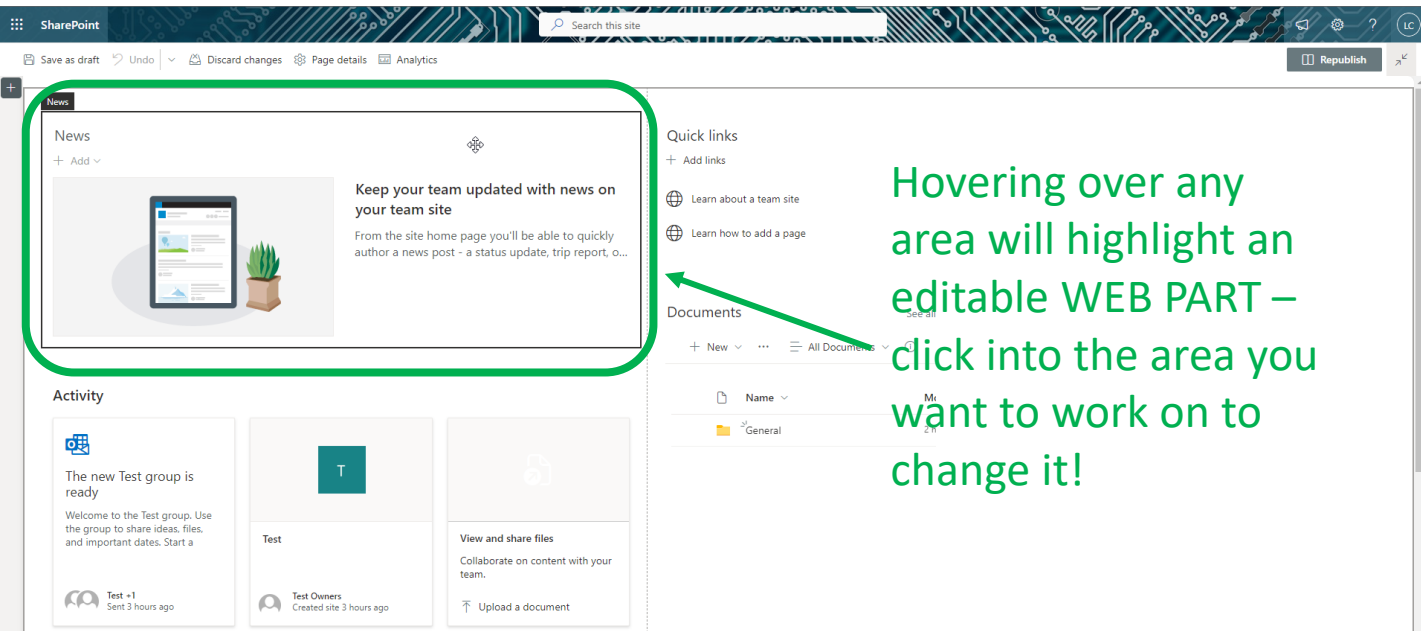 SharePoint
Search this site
?
LC
Save as draft Undo Discard changes Page details Analytics
Republish
News
News
+ Add
Keep your team updated with news on
your team site
From the site home page you'll be able to quickly
author a news post - a status update, trip report, o...
Quick links
+ Add links
Learn about a team site
Learn how to add a page
Documents
See all
+ New ... All Documents
Name
General
Hovering over any
area will highlight an
editable WEB PART –
click into the area you
want to work on to
change it!
Activity
The new Test group is
ready
Welcome to the Test group. Use
the group to share ideas, files,
and important dates. Start a
Test +1
Sent 3 hours ago
T
Test
Test Owners
Created site 3 hours ago
View and share files
Collaborate on content with your
team.
Upload a document